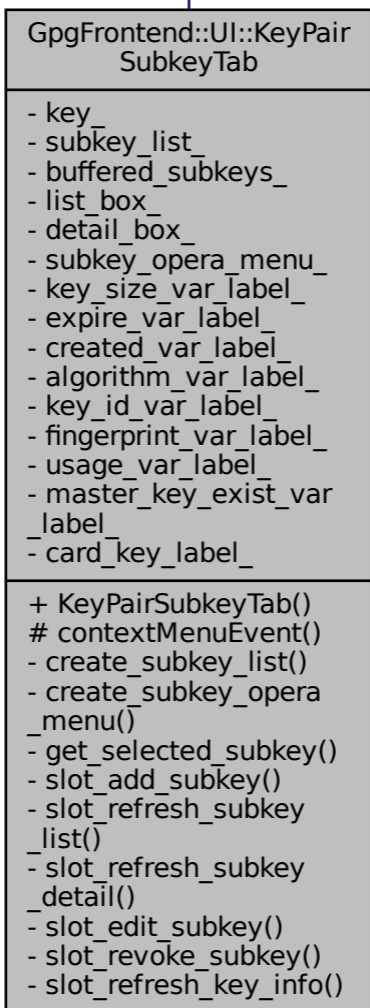 GpgFrontend::UI::KeyPair
SubkeyTab
- key_
- subkey_list_
- buffered_subkeys_
- list_box_
- detail_box_
- subkey_opera_menu_
- key_size_var_label_
- expire_var_label_
- created_var_label_
- algorithm_var_label_
- key_id_var_label_
- fingerprint_var_label_
- usage_var_label_
- master_key_exist_var
_label_
- card_key_label_
+ KeyPairSubkeyTab()
# contextMenuEvent()
- create_subkey_list()
- create_subkey_opera
_menu()
- get_selected_subkey()
- slot_add_subkey()
- slot_refresh_subkey
_list()
- slot_refresh_subkey
_detail()
- slot_edit_subkey()
- slot_revoke_subkey()
- slot_refresh_key_info()